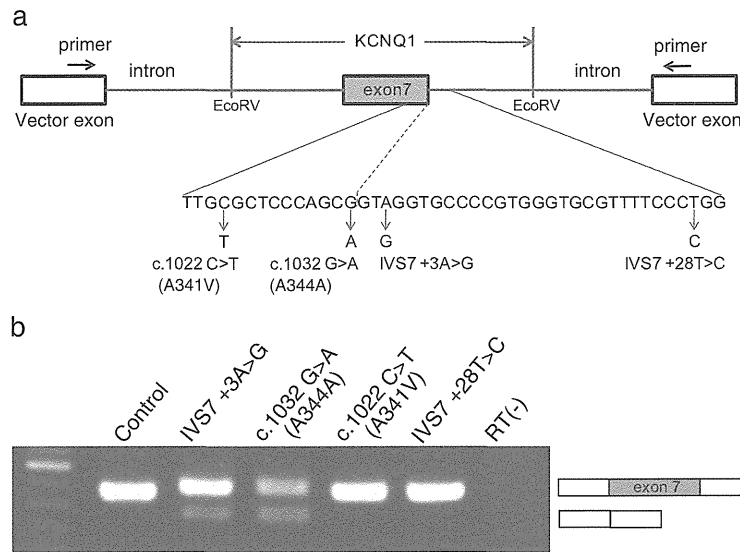 a
primer
KCNQ1
primer
intron
exon7
intron
EcoRV
EcoRV
Vector exon
Vector exon
TTGCGCTCCCAGCGGTAGGTGCCCCGTGGGTGCGTTTTCCCTGG
T
A
G
C
c.1022 C>T
(A341V)
c.1032 G>A
(A344A)
IVS7 +3A>G
IVS7 +28T>C
b
Control
IVS7 +3A>G
c.1032 G>A
(A344A)
c.1022 C>T
(A341V)
IVS7 +28T>C
RT(-)
exon 7